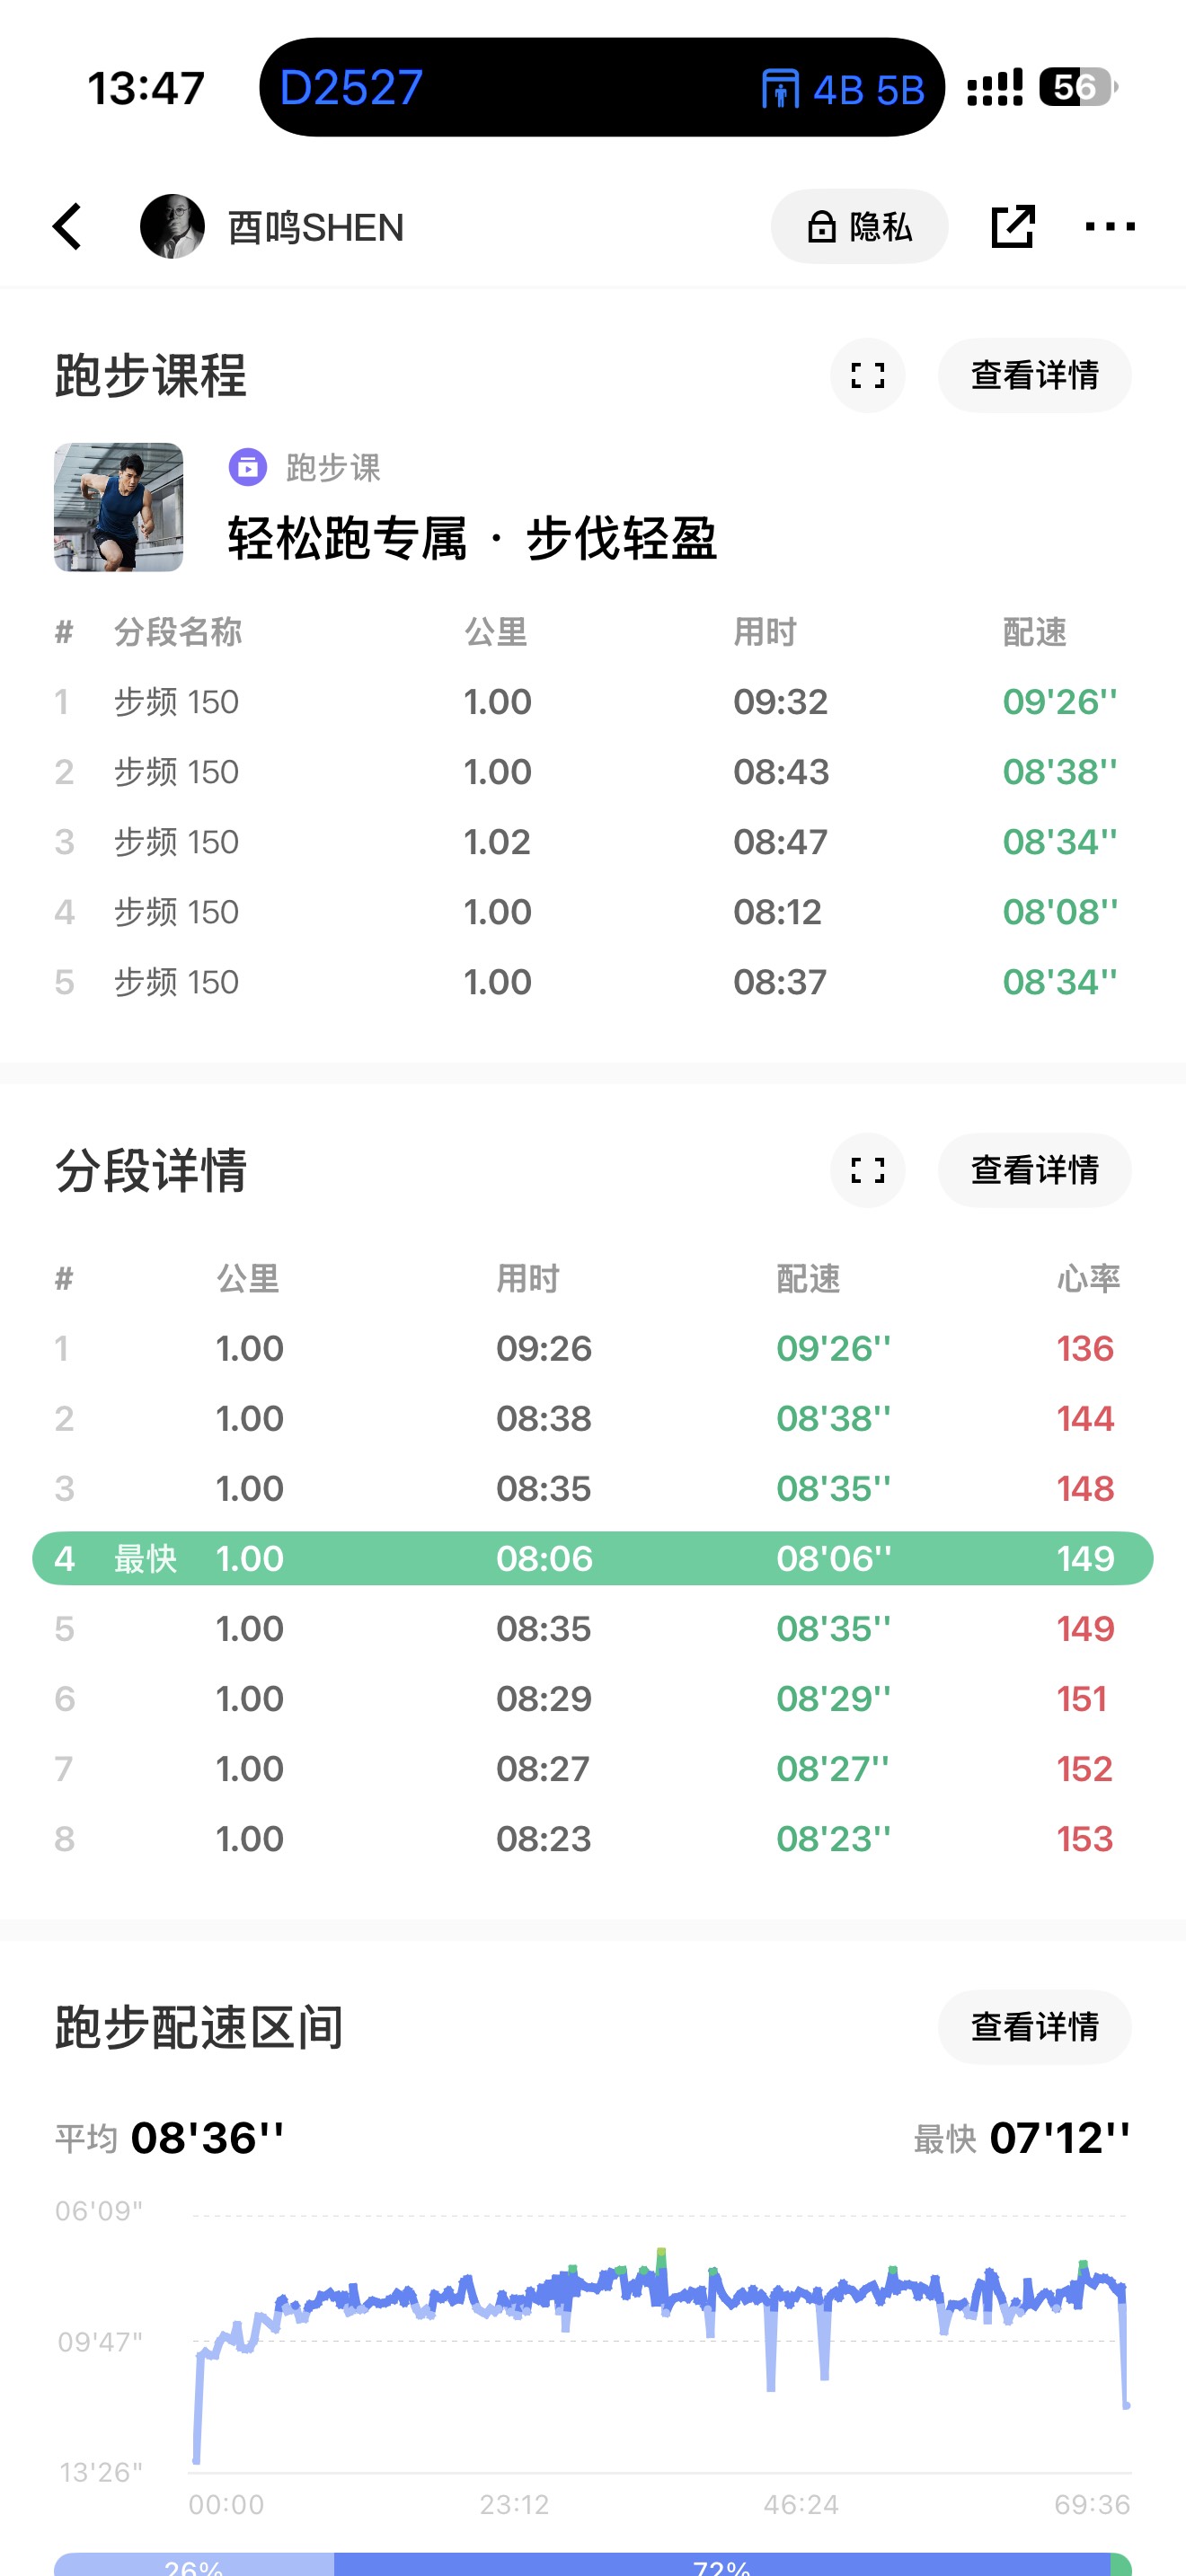 13:47 D2527 4B 5B 56
酉鸣SHEN 隐私
跑步课程 查看详情
跑步课
轻松跑专属 · 步伐轻盈
# 分段名称 公里 用时 配速
1 步频 150 1.00 09:32 09'26''
2 步频 150 1.00 08:43 08'38''
3 步频 150 1.02 08:47 08'34''
4 步频 150 1.00 08:12 08'08''
5 步频 150 1.00 08:37 08'34''
分段详情 查看详情
# 公里 用时 配速 心率
1 1.00 09:26 09'26'' 136
2 1.00 08:38 08'38'' 144
3 1.00 08:35 08'35'' 148
4 最快 1.00 08:06 08'06'' 149
5 1.00 08:35 08'35'' 149
6 1.00 08:29 08'29'' 151
7 1.00 08:27 08'27'' 152
8 1.00 08:23 08'23'' 153
跑步配速区间 查看详情
平均 08'36'' 最快 07'12''
06'09"
09'47"
13'26"
00:00 23:12 46:24 69:36
26% 72%